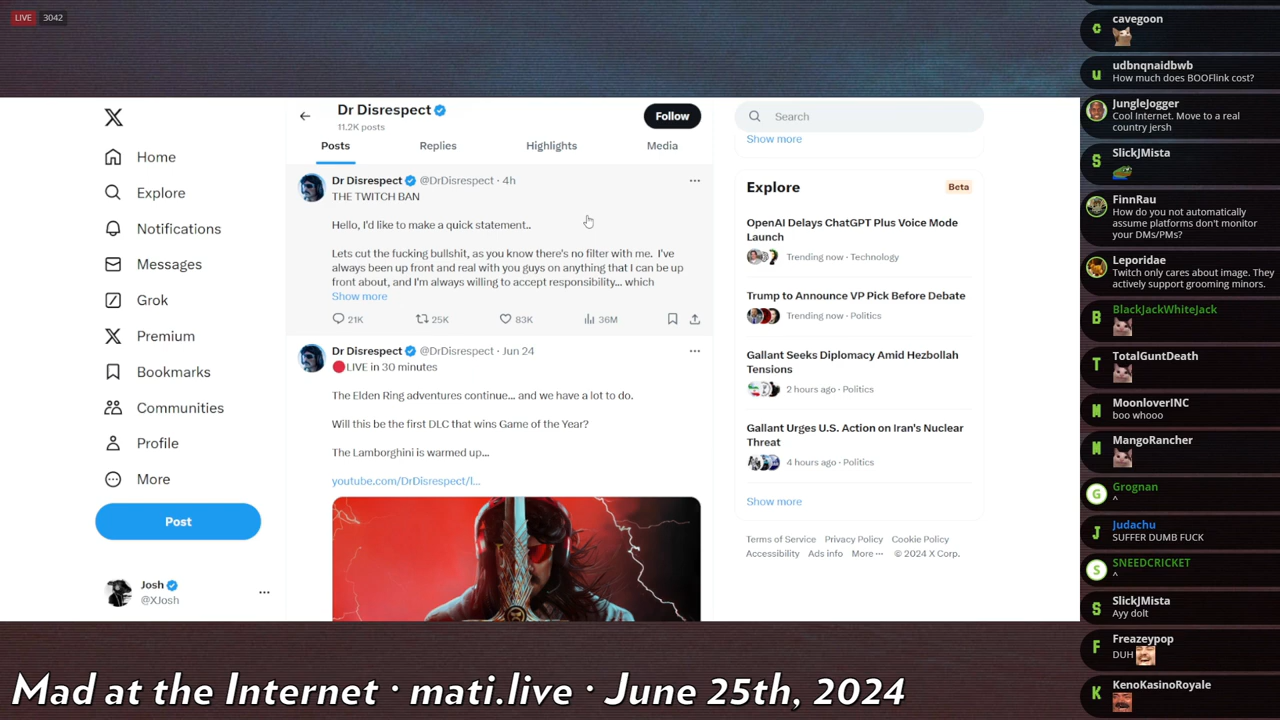 LIVE 3042
Dr Disrespect
11.2K posts
Follow
Posts Replies Highlights Media
Home
Explore
Notifications
Messages
Grok
Premium
Bookmarks
Communities
Profile
More
Post
Josh
@XJosh
Dr Disrespect @DrDisrespect · 4h
THE TWITCH BAN
Hello, I'd like to make a quick statement..
Lets cut the fucking bullshit, as you know there's no filter with me. I've
always been up front and real with you guys on anything that I can be up
front about, and I'm always willing to accept responsibility... which
Show more
21K 25K 83K 36M
Dr Disrespect @DrDisrespect · Jun 24
🔴LIVE in 30 minutes
The Elden Ring adventures continue... and we have a lot to do.
Will this be the first DLC that wins Game of the Year?
The Lamborghini is warmed up...
youtube.com/DrDisrespect/l...
Search
Show more
Explore Beta
OpenAI Delays ChatGPT Plus Voice Mode
Launch
Trending now · Technology
Trump to Announce VP Pick Before Debate
Trending now · Politics
Gallant Seeks Diplomacy Amid Hezbollah
Tensions
2 hours ago · Politics
Gallant Urges U.S. Action on Iran's Nuclear
Threat
4 hours ago · Politics
Show more
Terms of Service Privacy Policy Cookie Policy
Accessibility Ads info More ··· © 2024 X Corp.
cavegoon
udbnqnaidbwb
How much does BOOFlink cost?
JungleJogger
Cool Internet. Move to a real
country jersh
SlickJMista
FinnRau
How do you not automatically
assume platforms don't monitor
your DMs/PMs?
Leporidae
Twitch only cares about image. They
actively support grooming minors.
BlackJackWhiteJack
TotalGuntDeath
MoonloverINC
boo whooo
MangoRancher
Grognan
^
Judachu
SUFFER DUMB FUCK
SNEEDCRICKET
^
SlickJMista
Ayy dolt
Freazeypop
DUH
KenoKasinoRoyale
Mad at the Internet · mati.live · June 25th, 2024